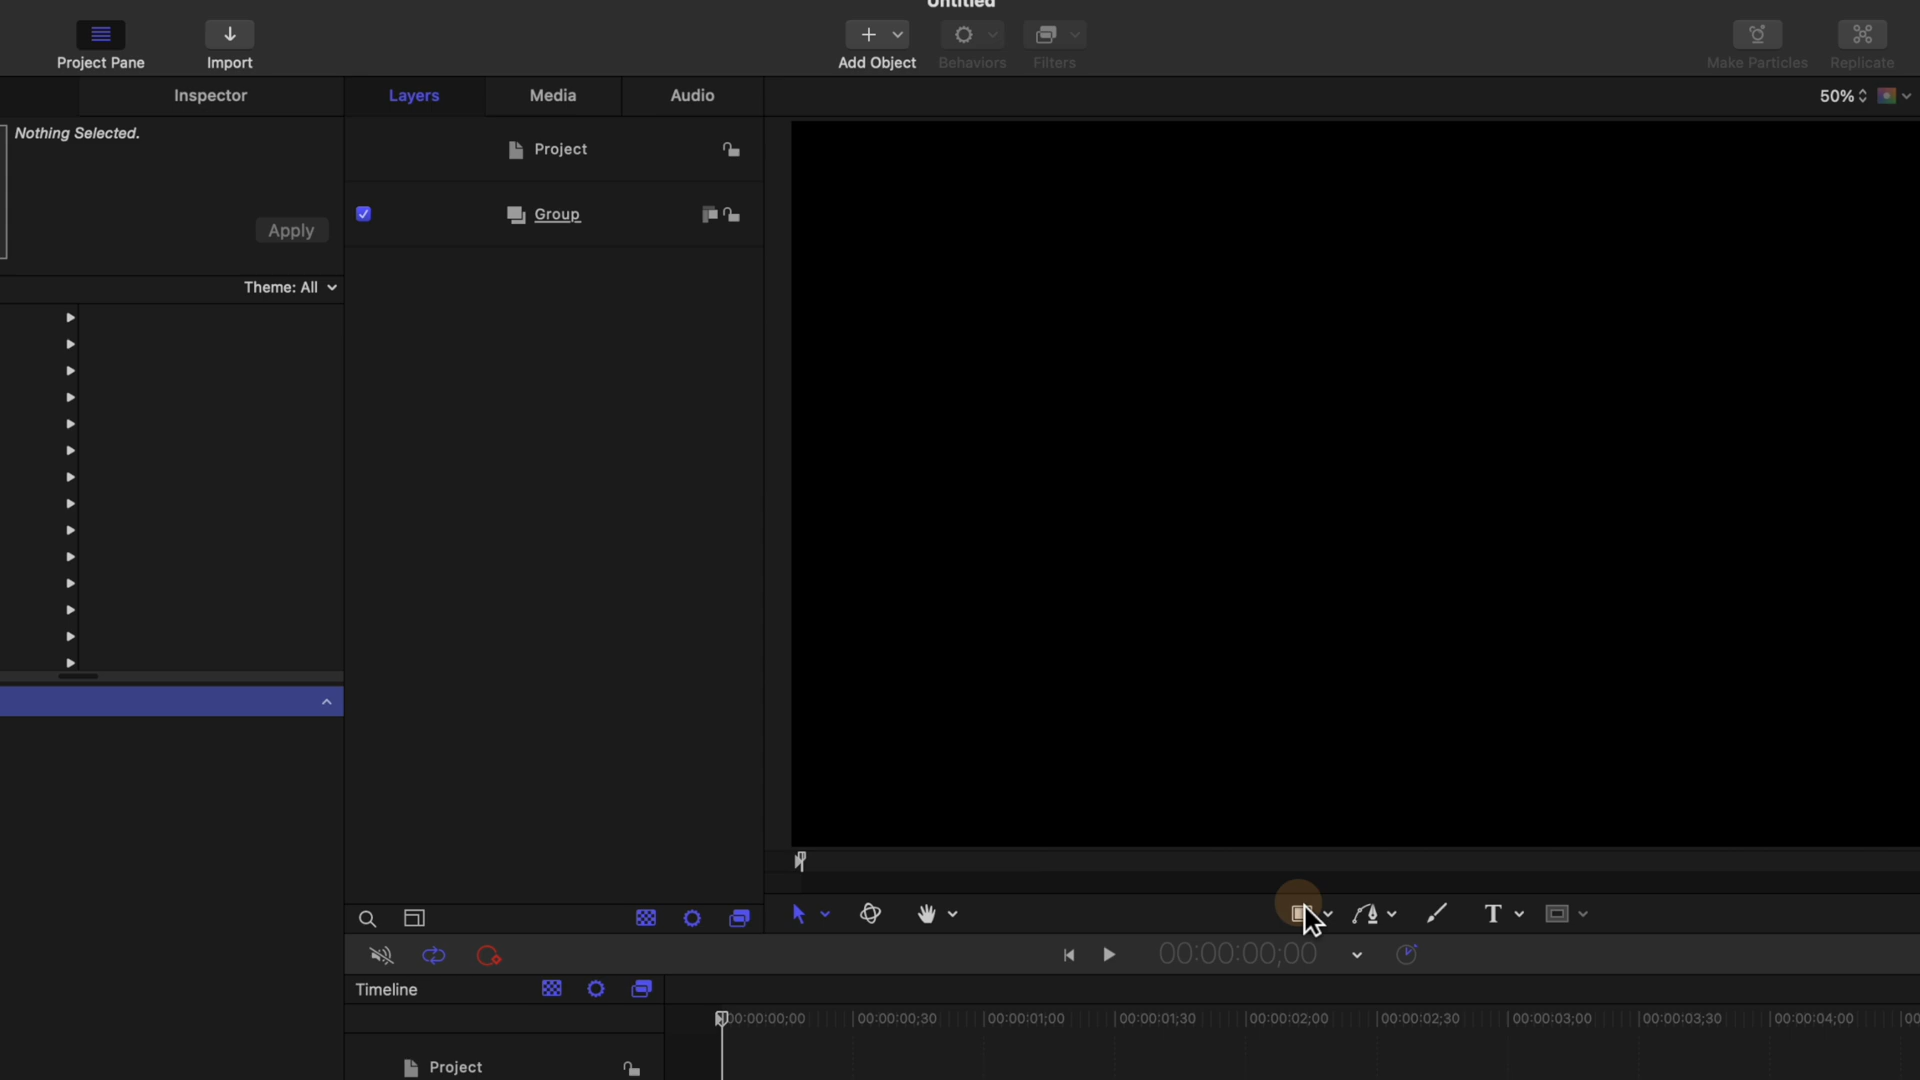 Untitled
Project Pane
Import
Add Object
Behaviors
Filters
Make Particles
Replicate
Inspector
Layers
Media
Audio
50%
Nothing Selected.
Project
Group
Apply
Theme: All
T
00:00:00;00
Timeline
00:00:00;00
00:00:00;30
00:00:01;00
00:00:01;30
00:00:02;00
00:00:02;30
00:00:03;00
00:00:03;30
00:00:04;00
00
Project